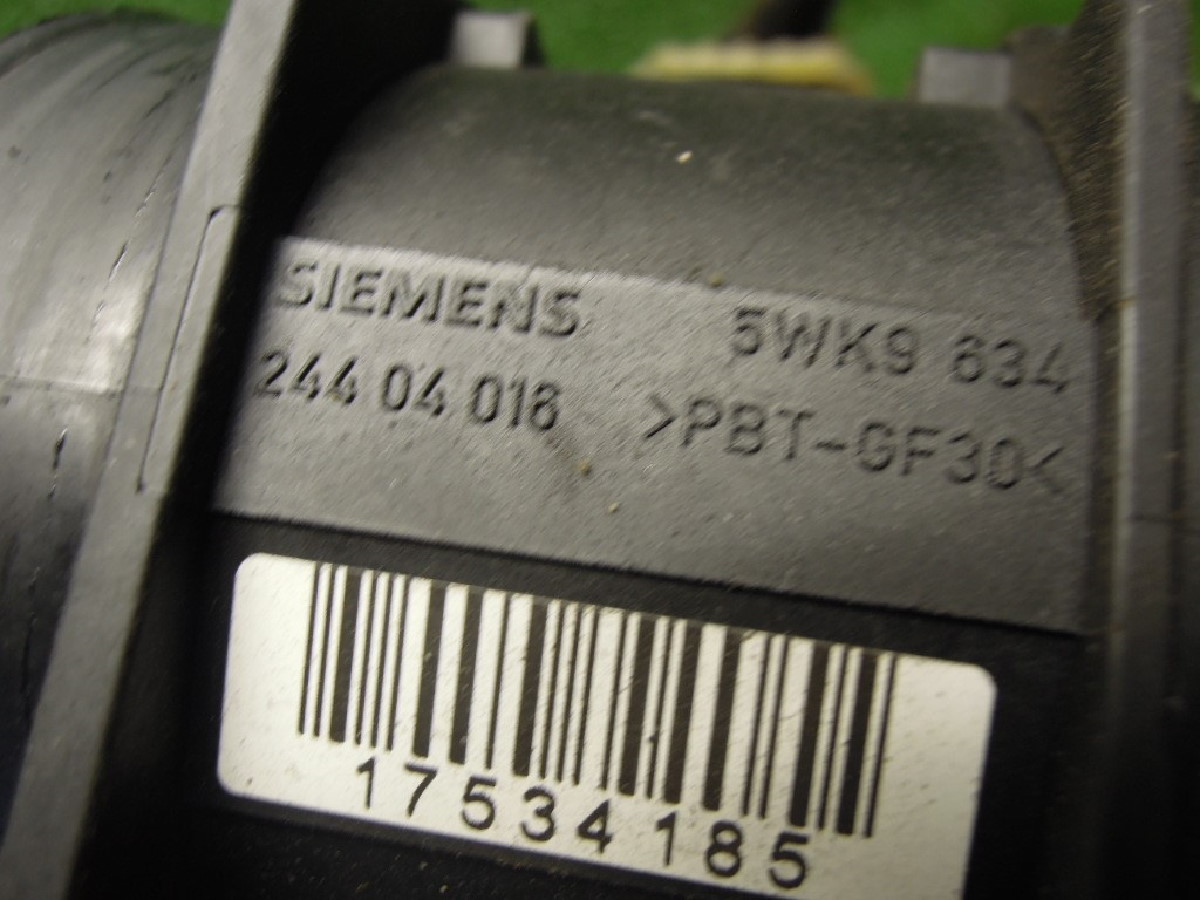 SIEMENS 5WK9 634
244 04 016 >PBT-GF30<
17534185